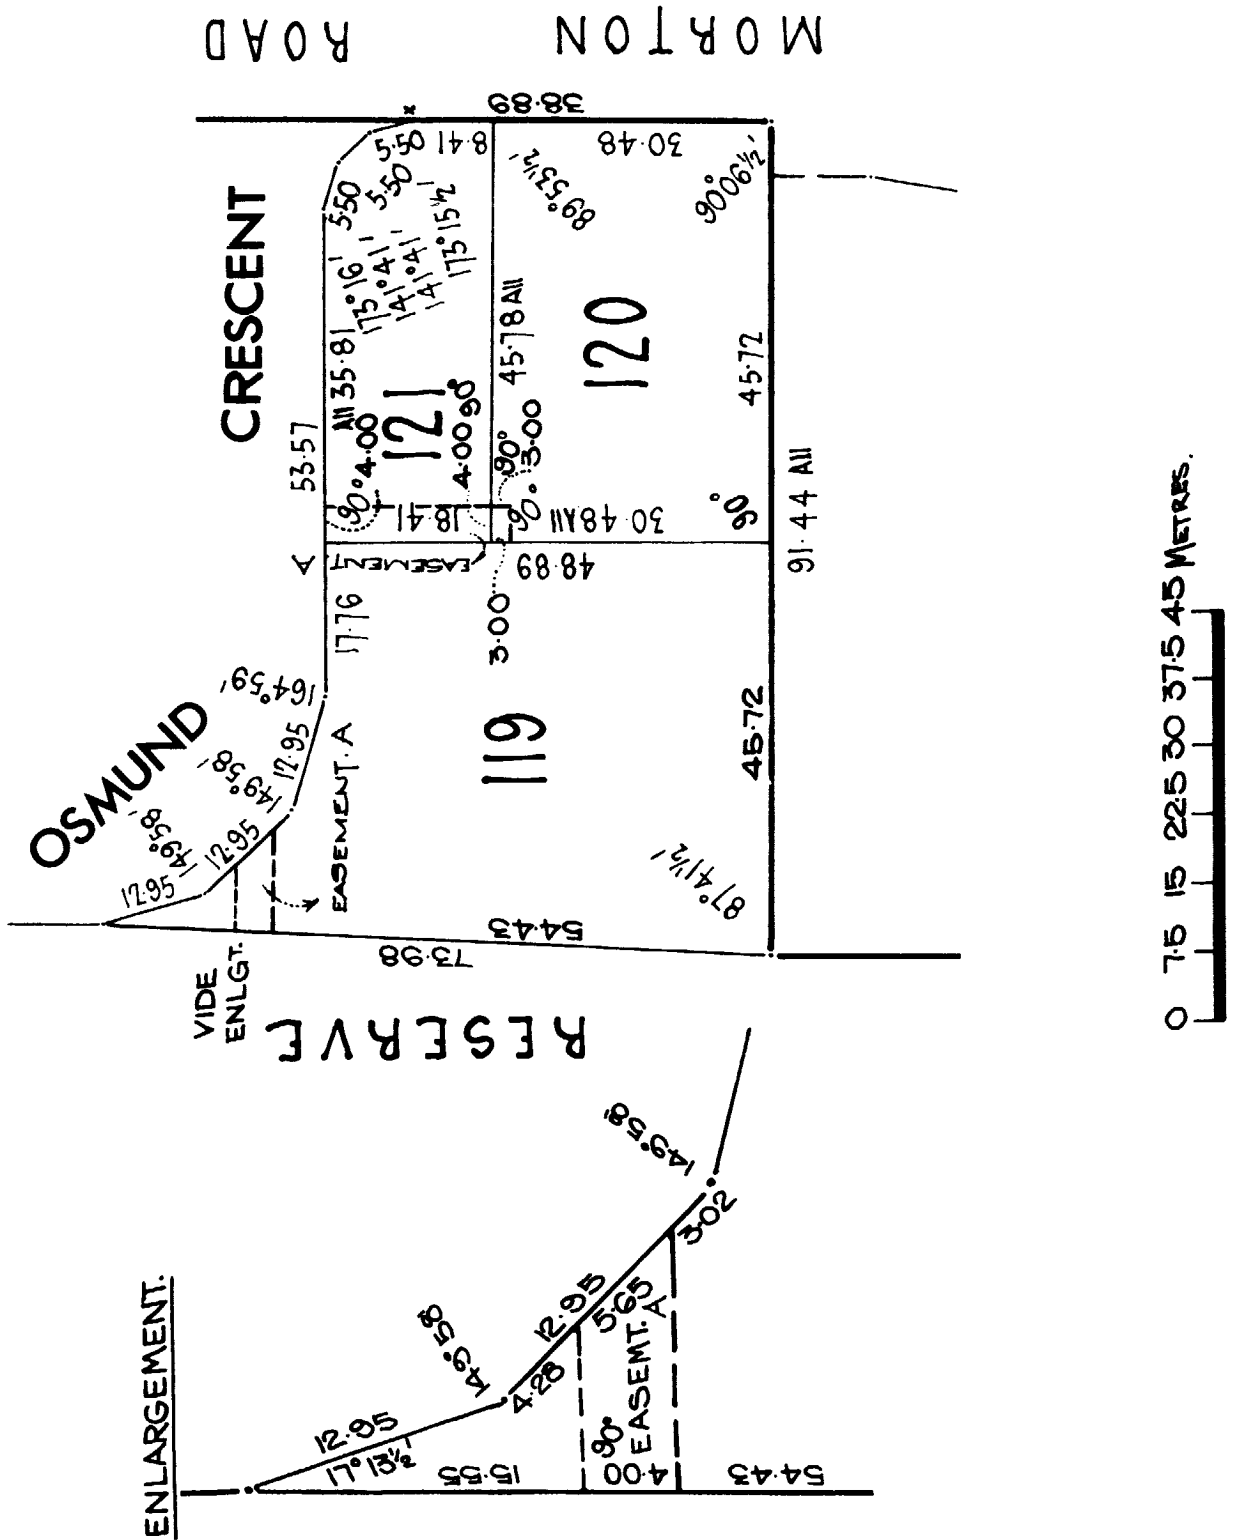 MORTON ROAD
38·89
x
CRESCENT
5·50
8·41
5·50
5·50
30·48
89°53½'
90°06½'
173°16'
141°41'
141°41'
173°15½'
53·57
All 35·81
45·78 All
121
120
90° 4·00
4·00 90°
90°
3·00
90°
45·72
18·41
30·48 All
90°
A
EASEMENT
48·89
91·44 All
17·76
3·00
OSMUND
164°59'
12·95
149°58'
12·95
149°58'
12·95
EASEMENT. A
119
45·72
87°41½'
54·43
73·98
VIDE
ENLGT.
RESERVE
0 7·5 15 22·5 30 37·5 45 METRES.
ENLARGEMENT.
149°58'
149°58'
12·95
17°13½'
4·28
12·95
5·65
3·02
15·55
90°
4·00
EASEMT. A
54·43